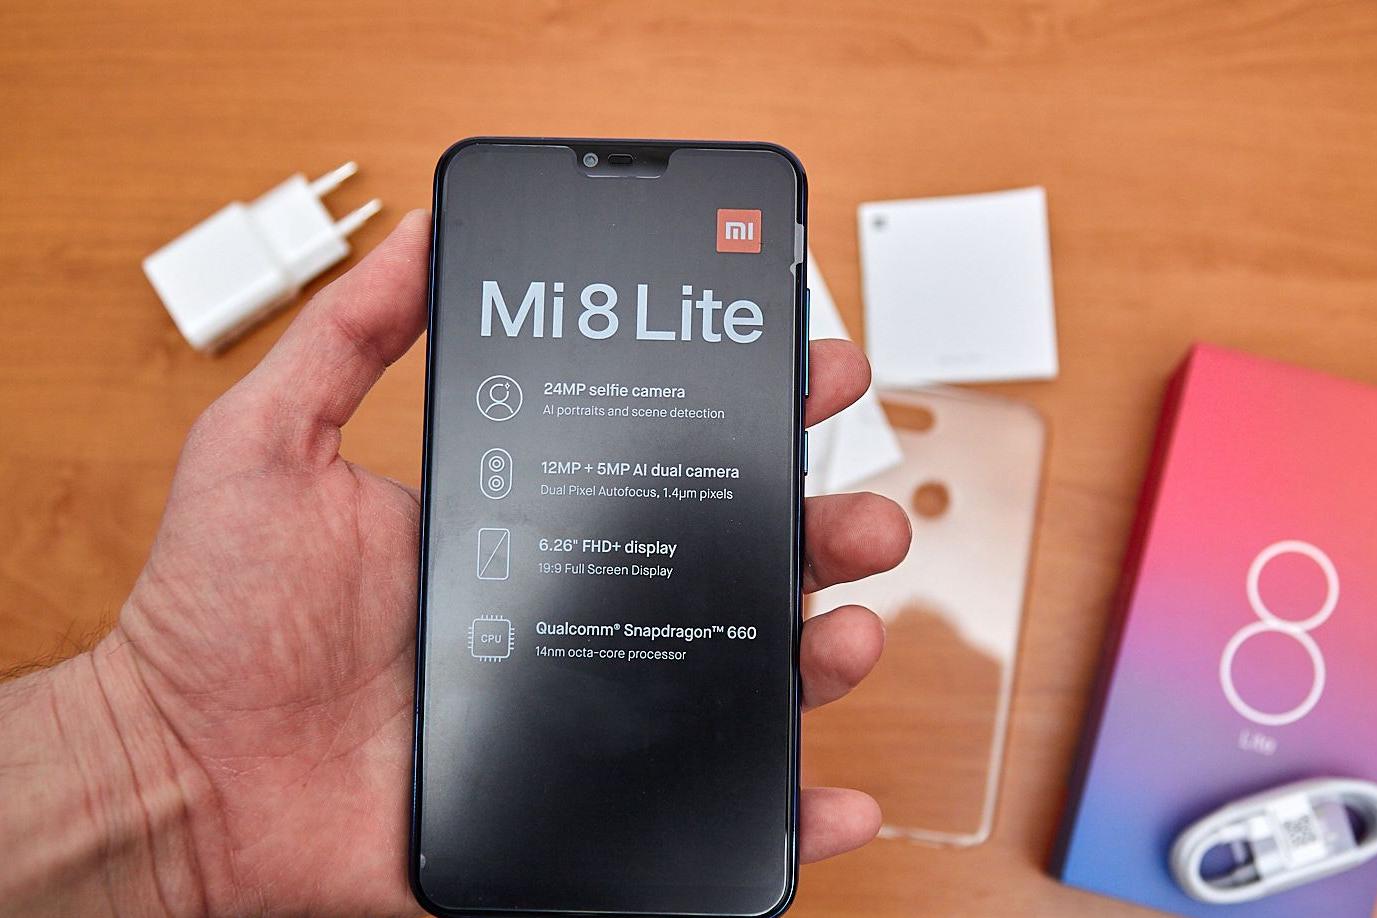 mi
Mi 8 Lite
24MP selfie camera
AI portraits and scene detection
12MP + 5MP AI dual camera
Dual Pixel Autofocus, 1.4μm pixels
6.26" FHD+ display
19:9 Full Screen Display
CPU
Qualcomm® Snapdragon™ 660
14nm octa-core processor
8
Lite